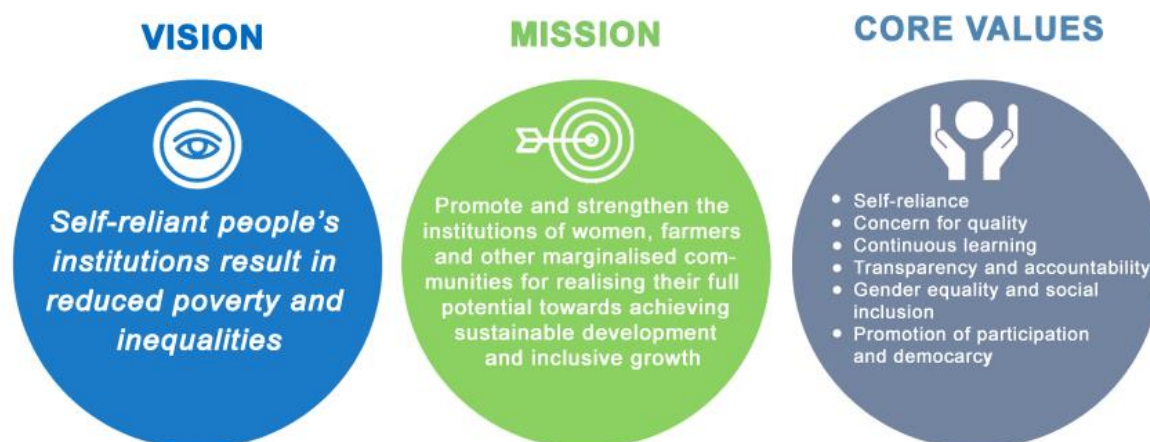 VISION
Self-reliant people's
institutions result in
reduced poverty and
inequalities
MISSION
Promote and strengthen the
institutions of women, farmers
and other marginalised com-
munities for realising their full
potential towards achieving
sustainable development
and inclusive growth
CORE VALUES
• Self-reliance
• Concern for quality
• Continuous learning
• Transparency and accountability
• Gender equality and social
inclusion
• Promotion of participation
and democarcy